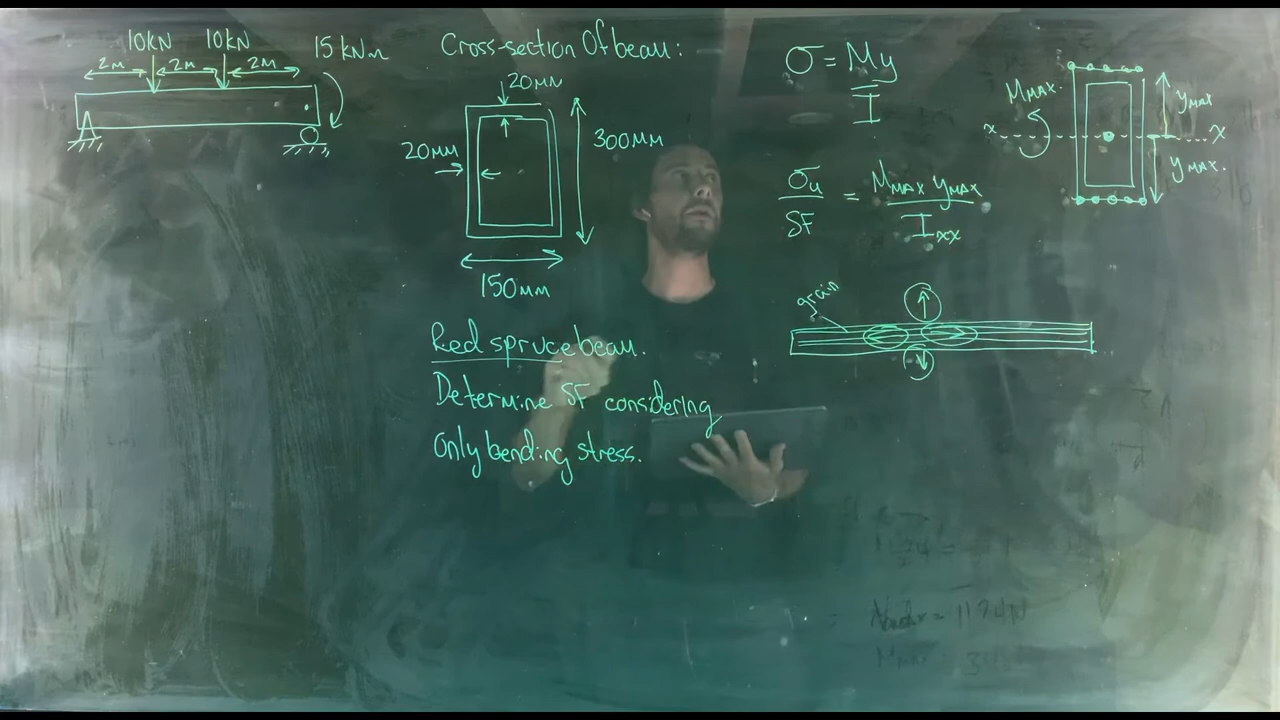 10kN 10kN 15 kNm
2m 2m 2m
Cross-section Of beam:
20mm
20mm
300mm
150mm
Red spruce beam.
Determine SF considering
Only bending stress.
σ = My
I
σu = MMAX yMAX
SF Ixx
MMAX.
yMAX
x x
yMAX.
grain